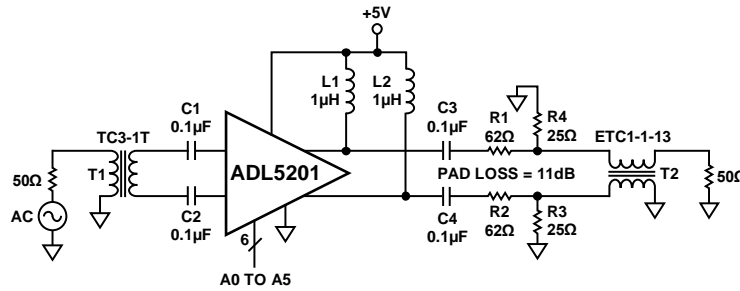 +5V
L1
1µH
L2
1µH
C1
0.1µF
C3
0.1µF
R1
62Ω
R4
25Ω
TC3-1T
ETC1-1-13
50Ω
T1
ADL5201
PAD LOSS = 11dB
T2
50Ω
AC
C2
0.1µF
C4
0.1µF
R2
62Ω
R3
25Ω
6
A0 TO A5